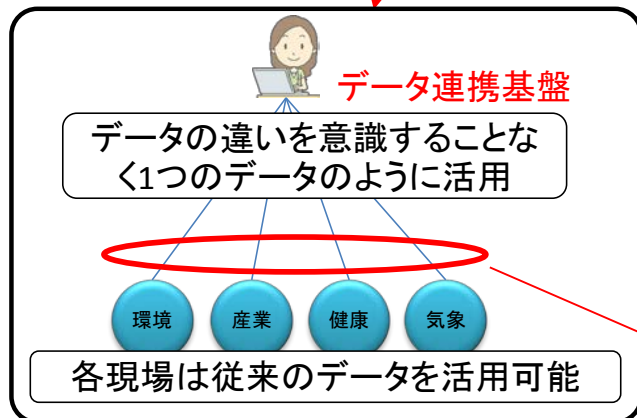 データ連携基盤
データの違いを意識することな
く1つのデータのように活用
環境 産業 健康 気象
各現場は従来のデータを活用可能